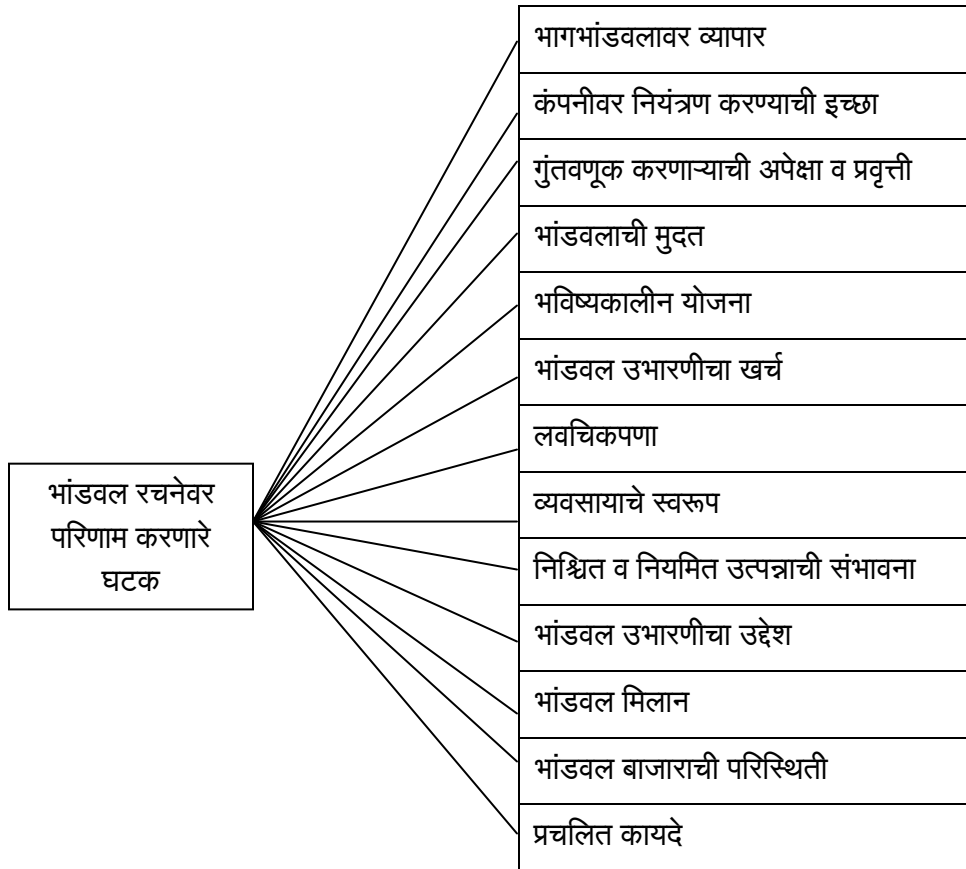 भांडवल रचनेवर
परिणाम करणारे
घटक
भागभांडवलावर व्यापार
कंपनीवर नियंत्रण करण्याची इच्छा
गुंतवणूक करणाऱ्याची अपेक्षा व प्रवृत्ती
भांडवलाची मुदत
भविष्यकालीन योजना
भांडवल उभारणीचा खर्च
लवचिकपणा
व्यवसायाचे स्वरूप
निश्चित व नियमित उत्पन्नाची संभावना
भांडवल उभारणीचा उद्देश
भांडवल मिलान
भांडवल बाजाराची परिस्थिती
प्रचलित कायदे